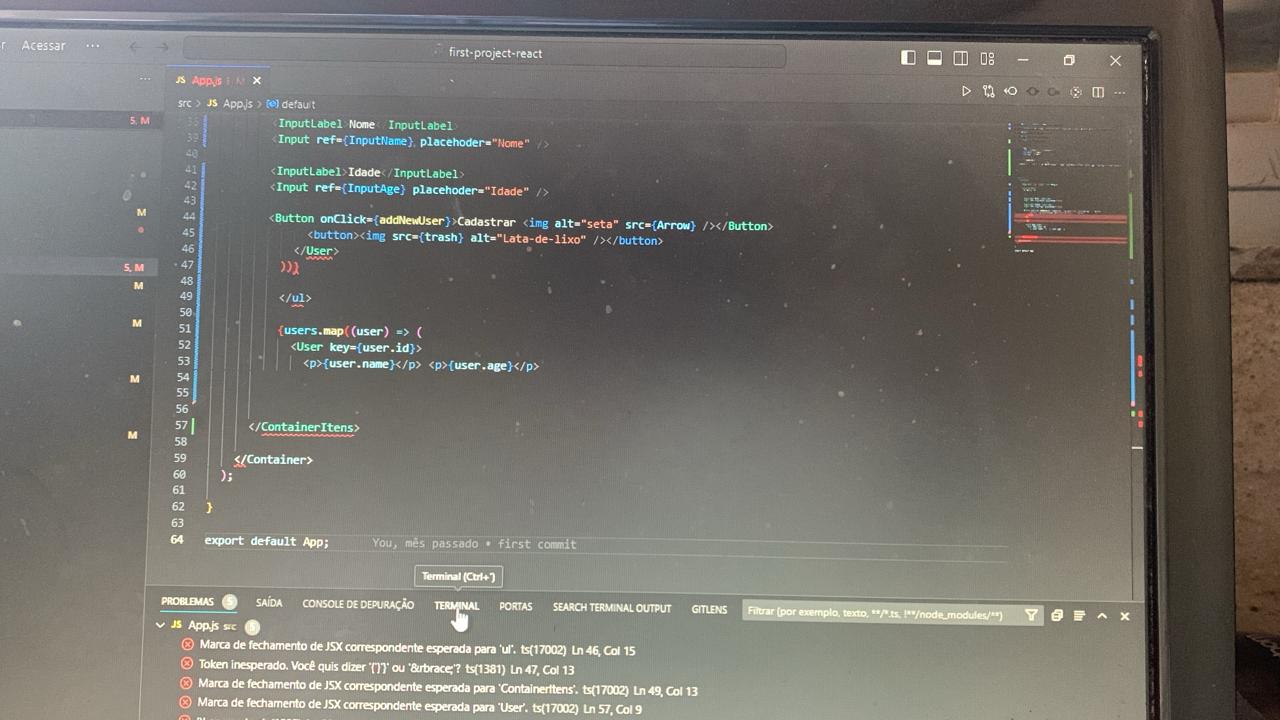 r Acessar ···
first-project-react
JS App.js M ×
src > JS App.js > default
5, M
38 <InputLabel>Nome</InputLabel>
39 <Input ref={InputName} placehoder="Nome" />
40
41 <InputLabel>Idade</InputLabel>
42 <Input ref={InputAge} placehoder="Idade" />
43
M
44 <Button onClick={addNewUser}>Cadastrar <img alt="seta" src={Arrow} /></Button>
45 <button><img src={trash} alt="Lata-de-lixo" /></button>
46 </User>
5, M
47 ))}
48
M
49 </ul>
50
M
51 {users.map((user) => (
52 <User key={user.id}>
53 <p>{user.name}</p> <p>{user.age}</p>
54
M
55
56
57 </ContainerItens>
M
58
59 </Container>
60 );
61
62 }
63
64 export default App; You, mês passado • first commit
Terminal (Ctrl+')
PROBLEMAS 5 SAÍDA CONSOLE DE DEPURAÇÃO TERMINAL PORTAS SEARCH TERMINAL OUTPUT GITLENS Filtrar (por exemplo, texto, **/*.ts, !**/node_modules/**)
JS App.js src 5
Marca de fechamento de JSX correspondente esperada para 'ul'. ts(17002) Ln 46, Col 15
Token inesperado. Você quis dizer '{'}'}' ou '&rbrace;'? ts(1381) Ln 47, Col 13
Marca de fechamento de JSX correspondente esperada para 'ContainerItens'. ts(17002) Ln 49, Col 13
Marca de fechamento de JSX correspondente esperada para 'User'. ts(17002) Ln 57, Col 9